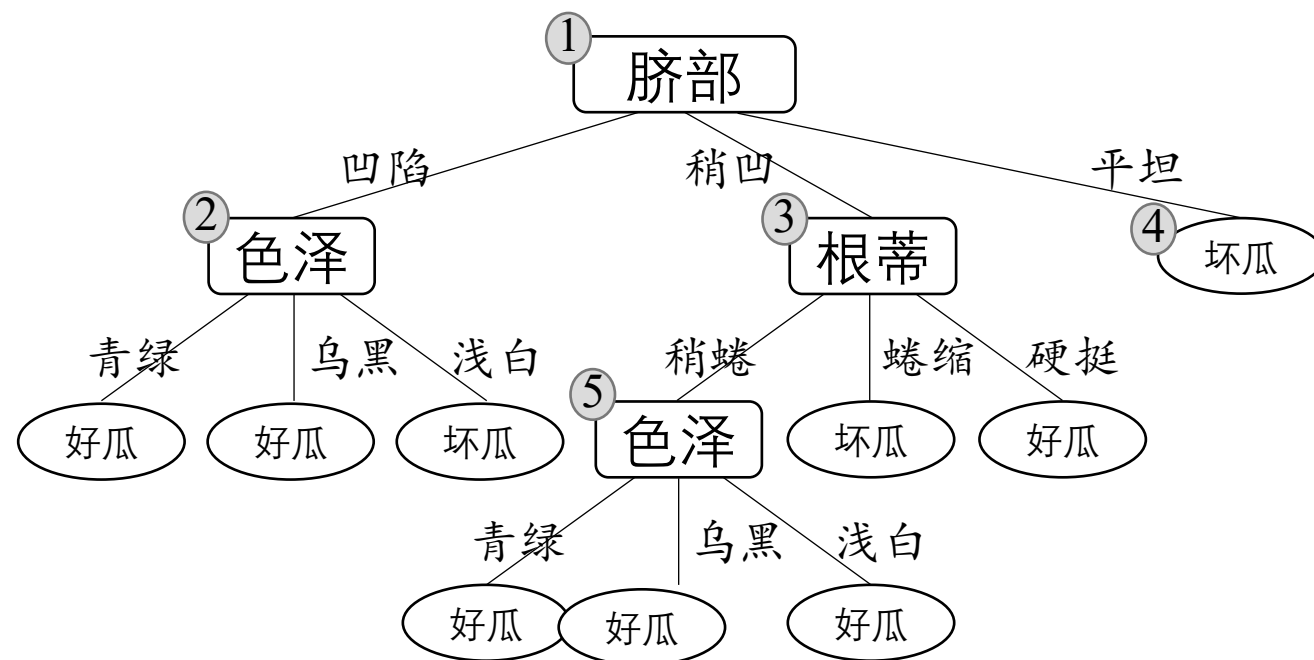 1
脐部
凹陷 稍凹 平坦
2 3 4
色泽 根蒂 坏瓜
青绿 乌黑 浅白 稍蜷 蜷缩 硬挺
5
好瓜 好瓜 坏瓜 色泽 坏瓜 好瓜
青绿 乌黑 浅白
好瓜 好瓜 好瓜